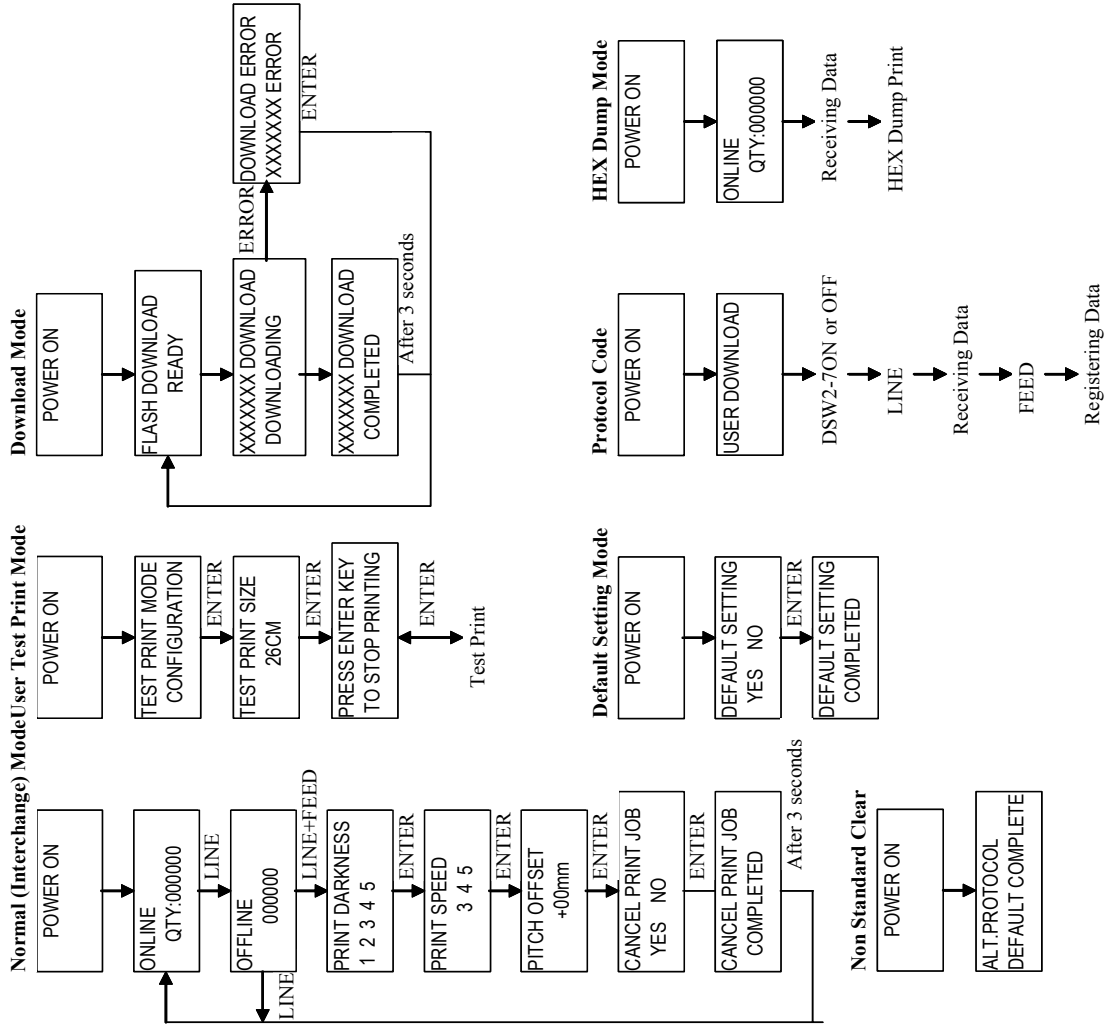 Normal (Interchange) Mode
POWER ON
ONLINE
QTY:000000
LINE
OFFLINE
000000
LINE
LINE+FEED
PRINT DARKNESS
1 2 3 4 5
ENTER
PRINT SPEED
3 4 5
ENTER
PITCH OFFSET
+00mm
ENTER
CANCEL PRINT JOB
YES NO
ENTER
CANCEL PRINT JOB
COMPLETED
After 3 seconds
User Test Print Mode
POWER ON
TEST PRINT MODE
CONFIGURATION
ENTER
TEST PRINT SIZE
26CM
ENTER
PRESS ENTER KEY
TO STOP PRINTING
ENTER
Test Print
Download Mode
POWER ON
FLASH DOWNLOAD
READY
XXXXXXX DOWNLOAD
DOWNLOADING
ERROR
DOWNLOAD ERROR
XXXXXXX ERROR
ENTER
XXXXXXX DOWNLOAD
COMPLETED
After 3 seconds
Non Standard Clear
POWER ON
ALT.PROTOCOL
DEFAULT COMPLETE
Default Setting Mode
POWER ON
DEFAULT SETTING
YES NO
ENTER
DEFAULT SETTING
COMPLETED
Protocol Code
POWER ON
USER DOWNLOAD
DSW2-7ON or OFF
LINE
Receiving Data
FEED
Registering Data
HEX Dump Mode
POWER ON
ONLINE
QTY:000000
Receiving Data
HEX Dump Print